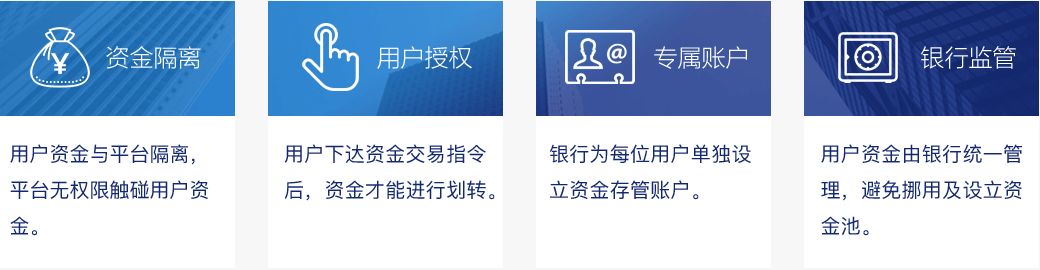 资金隔离
用户资金与平台隔离，
平台无权限触碰用户资
金。
用户授权
用户下达资金交易指令
后，资金才能进行划转。
@
专属账户
银行为每位用户单独设
立资金存管账户。
银行监管
用户资金由银行统一管
理，避免挪用及设立资
金池。